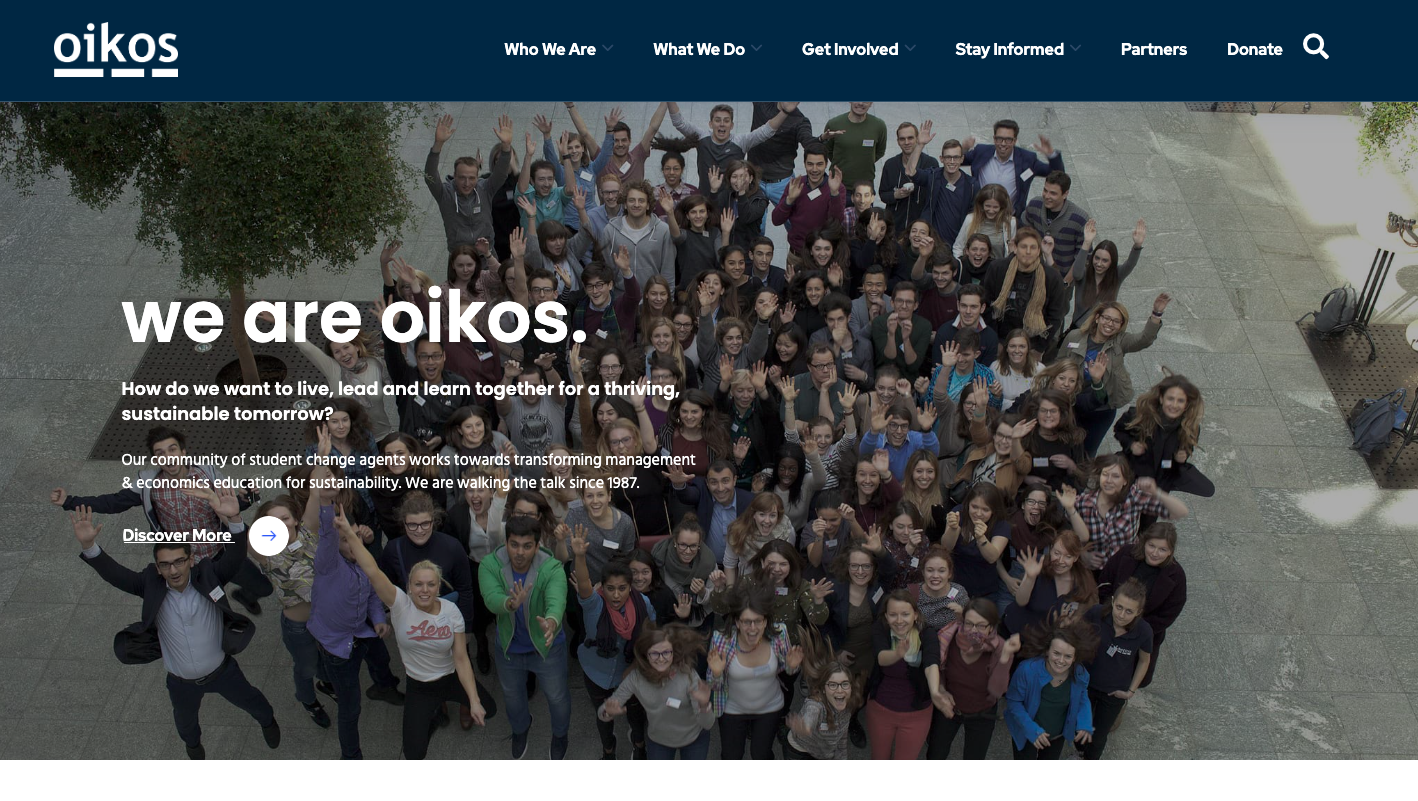 oikos
Who We Are
What We Do
Get Involved
Stay Informed
Partners
Donate
we are oikos.
How do we want to live, lead and learn together for a thriving,
sustainable tomorrow?
Our community of student change agents works towards transforming management
& economics education for sustainability. We are walking the talk since 1987.
Discover More
Aero